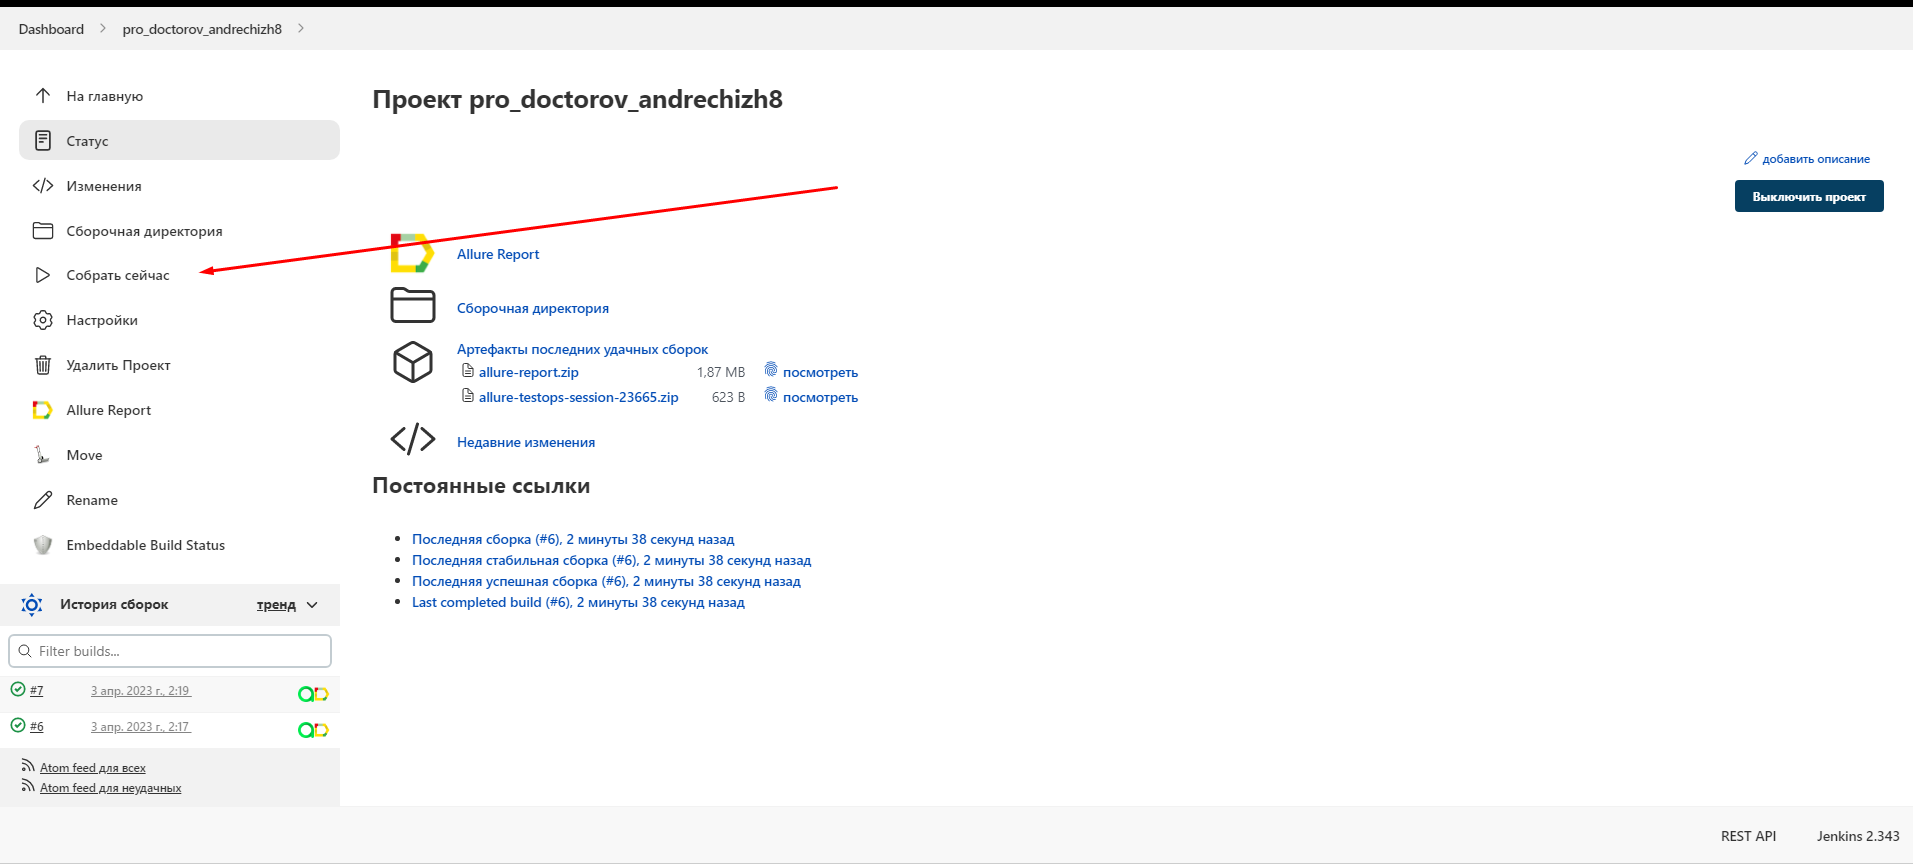 Dashboard
pro_doctorov_andrechizh8
На главную
Статус
Изменения
Сборочная директория
Собрать сейчас
Настройки
Удалить Проект
Allure Report
Move
Rename
Embeddable Build Status
История сборок тренд
Filter builds...
#7 3 апр. 2023 г., 2:19
#6 3 апр. 2023 г., 2:17
Atom feed для всех
Atom feed для неудачных
Проект pro_doctorov_andrechizh8
добавить описание
Выключить проект
Allure Report
Сборочная директория
Артефакты последних удачных сборок
allure-report.zip 1,87 MB посмотреть
allure-testops-session-23665.zip 623 B посмотреть
Недавние изменения
Постоянные ссылки
Последняя сборка (#6), 2 минуты 38 секунд назад
Последняя стабильная сборка (#6), 2 минуты 38 секунд назад
Последняя успешная сборка (#6), 2 минуты 38 секунд назад
Last completed build (#6), 2 минуты 38 секунд назад
REST API Jenkins 2.343